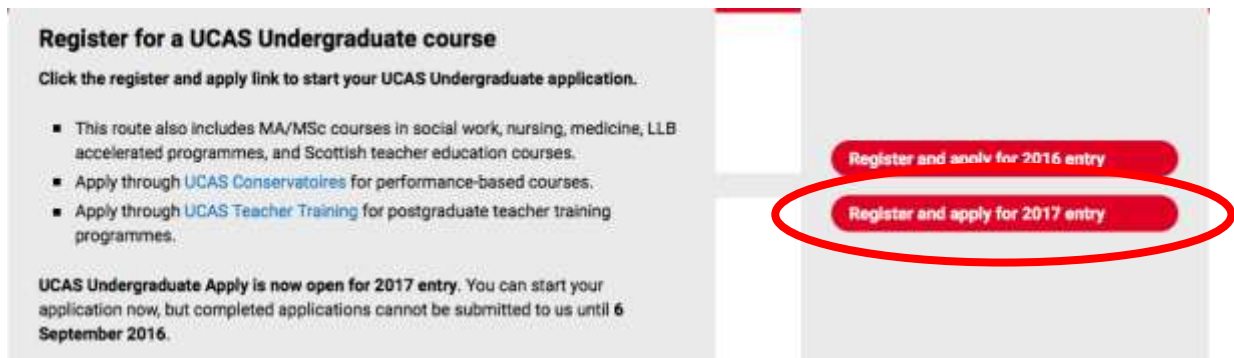 Register for a UCAS Undergraduate course
Click the register and apply link to start your UCAS Undergraduate application.
▪ This route also includes MA/MSc courses in social work, nursing, medicine, LLB
accelerated programmes, and Scottish teacher education courses.
▪ Apply through UCAS Conservatoires for performance-based courses.
▪ Apply through UCAS Teacher Training for postgraduate teacher training
programmes.
UCAS Undergraduate Apply is now open for 2017 entry. You can start your
application now, but completed applications cannot be submitted to us until 6
September 2016.
Register and apply for 2016 entry
Register and apply for 2017 entry